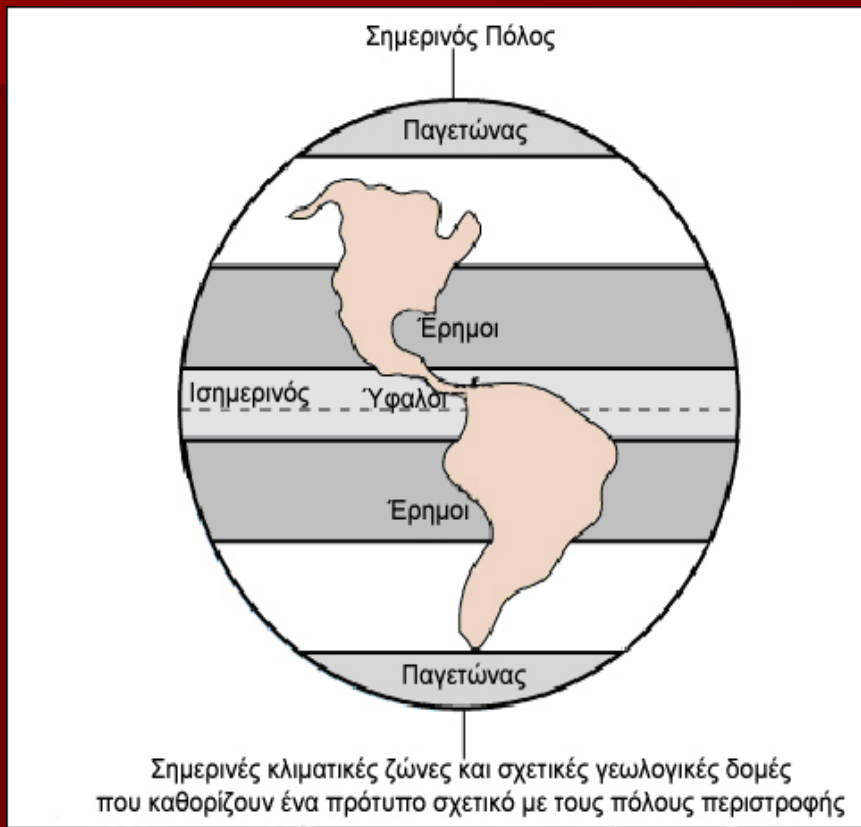 Σημερινός Πόλος
Παγετώνας
Έρημοι
Ισημερινός
Ύφαλοι
Έρημοι
Παγετώνας
Σημερινές κλιματικές ζώνες και σχετικές γεωλογικές δομές
που καθορίζουν ένα πρότυπο σχετικό με τους πόλους περιστροφής